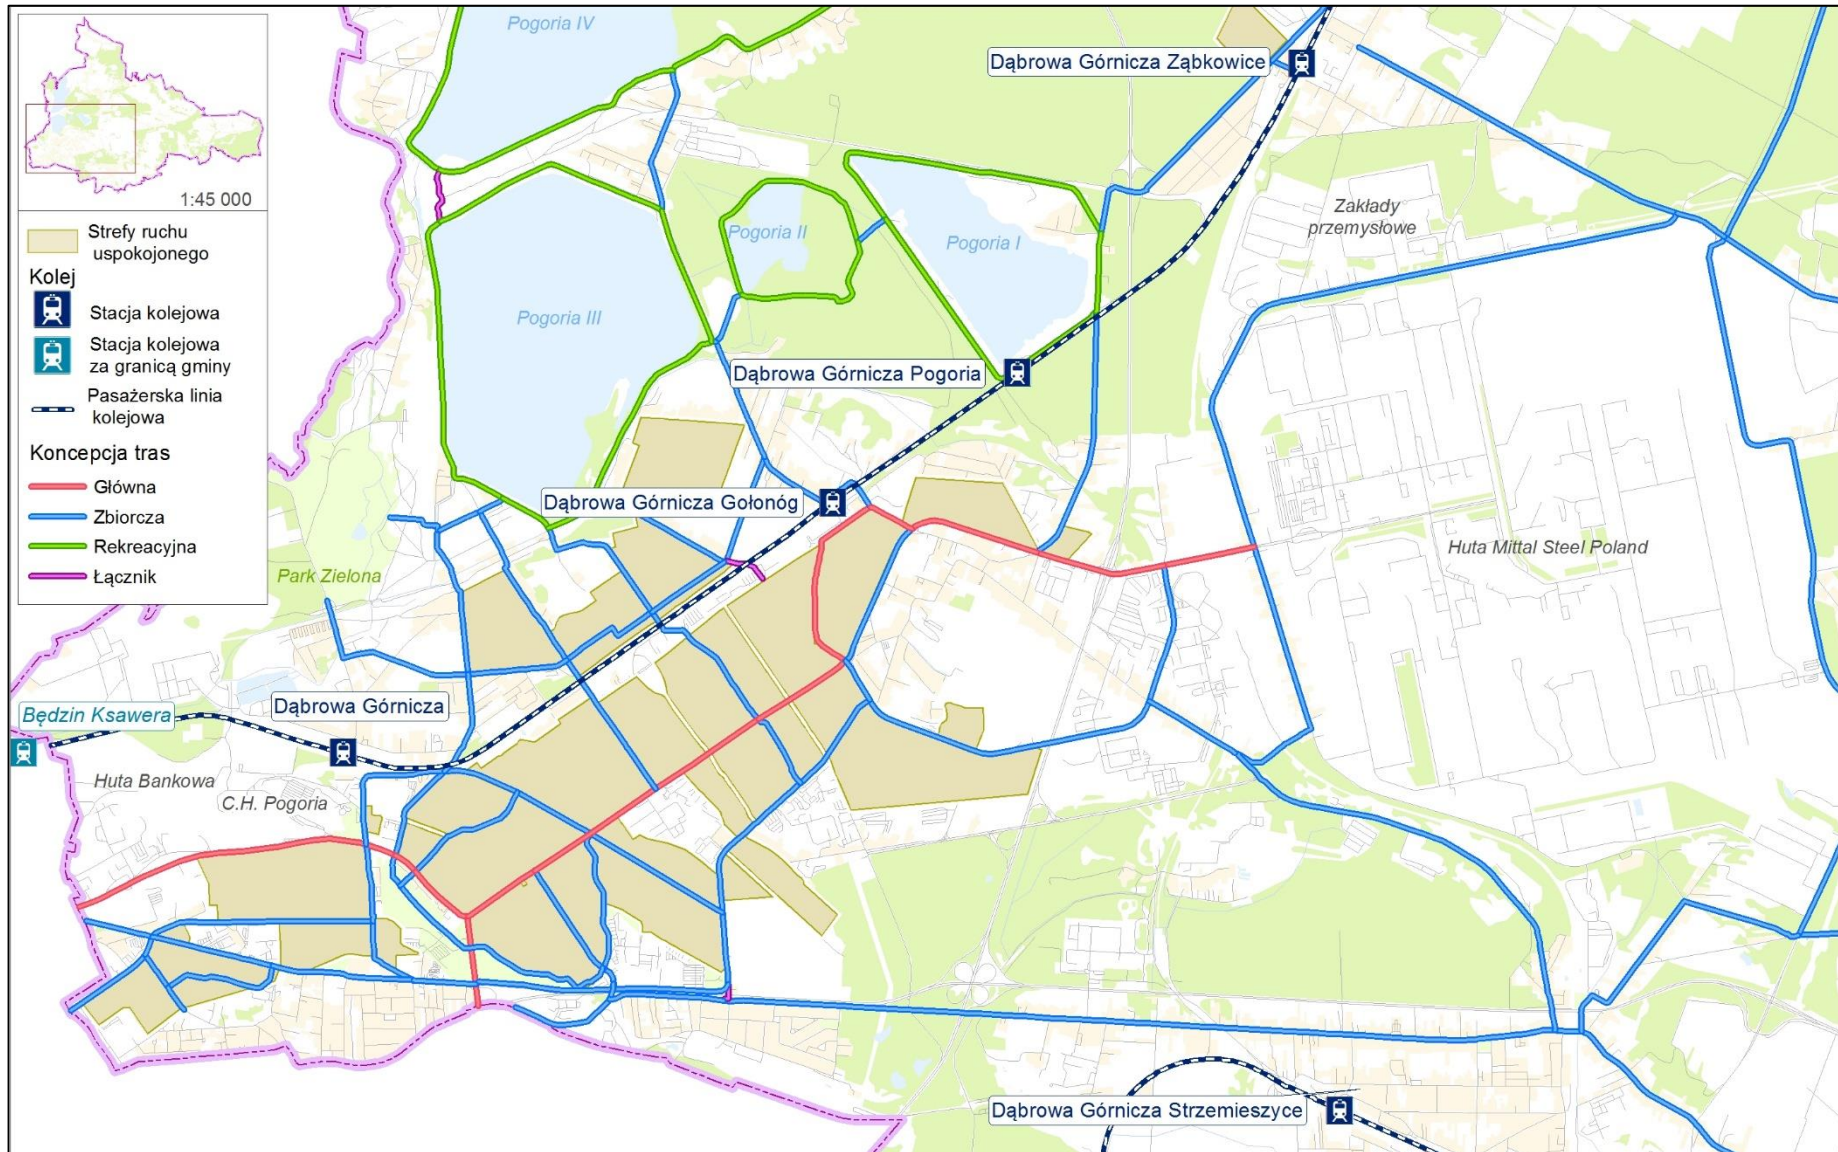 Pogoria IV
Dąbrowa Górnicza Ząbkowice
1:45 000
Strefy ruchu
uspokojonego
Kolej
Stacja kolejowa
Stacja kolejowa
za granicą gminy
Pasażerska linia
kolejowa
Koncepcja tras
Główna
Zbiorcza
Rekreacyjna
Łącznik
Zakłady
przemysłowe
Pogoria II
Pogoria I
Pogoria III
Dąbrowa Górnicza Pogoria
Dąbrowa Górnicza Gołonóg
Huta Mittal Steel Poland
Park Zielona
Dąbrowa Górnicza
Będzin Ksawera
Huta Bankowa
C.H. Pogoria
Dąbrowa Górnicza Strzemieszyce